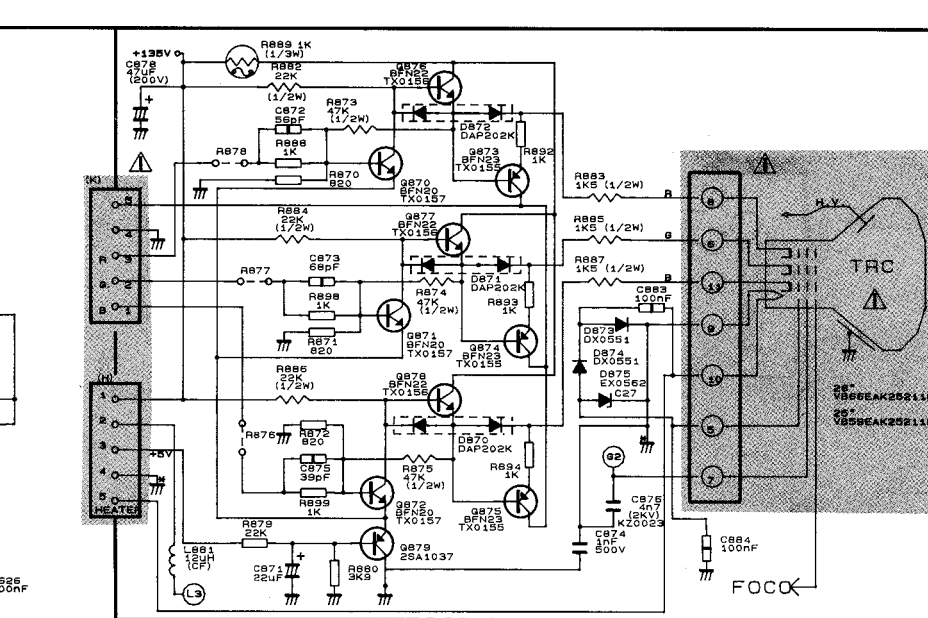 +135V
R889 1K
(1/3W)
C878
47uF
(200V)
R882
22K
(1/2W)
Q876
BFN22
TX0156
C872
56pF
R873
47K
(1/2W)
D872
DAP202K
R878
R888
1K
R870
820
Q870
BFN20
TX0157
Q873
BFN23
TX0155
R892
1K
R883
1K5 (1/2W)
R
(K)
5
4
R 3
G 2
B 1
R884
22K
(1/2W)
Q877
BFN22
TX0156
R885
1K5 (1/2W)
G
R877
C873
68pF
R898
1K
R871
820
R874
47K
(1/2W)
D871
DAP202K
R893
1K
R887
1K5 (1/2W)
B
Q871
BFN20
TX0157
Q874
BFN23
TX0155
C883
100nF
D873
DX0551
D874
DX0551
D875
EX0562
C27
8
6
11
9
10
5
7
H.V.
TRC
26"
25"
(H)
1
2
3
4
5
HEATER
+5V
R886
22K
(1/2W)
Q878
BFN22
TX0156
R876
R872
820
C875
39pF
R899
1K
R875
47K
(1/2W)
D870
DAP202K
R894
1K
Q872
BFN20
TX0157
Q875
BFN23
TX0155
G2
C876
4n7
(2KV)
KZ0023
C874
1nF
500V
R879
22K
Q879
2SA1037
L881
12uH
(CF)
L3
C871
22uF
R880
3K9
C884
100nF
FOCO